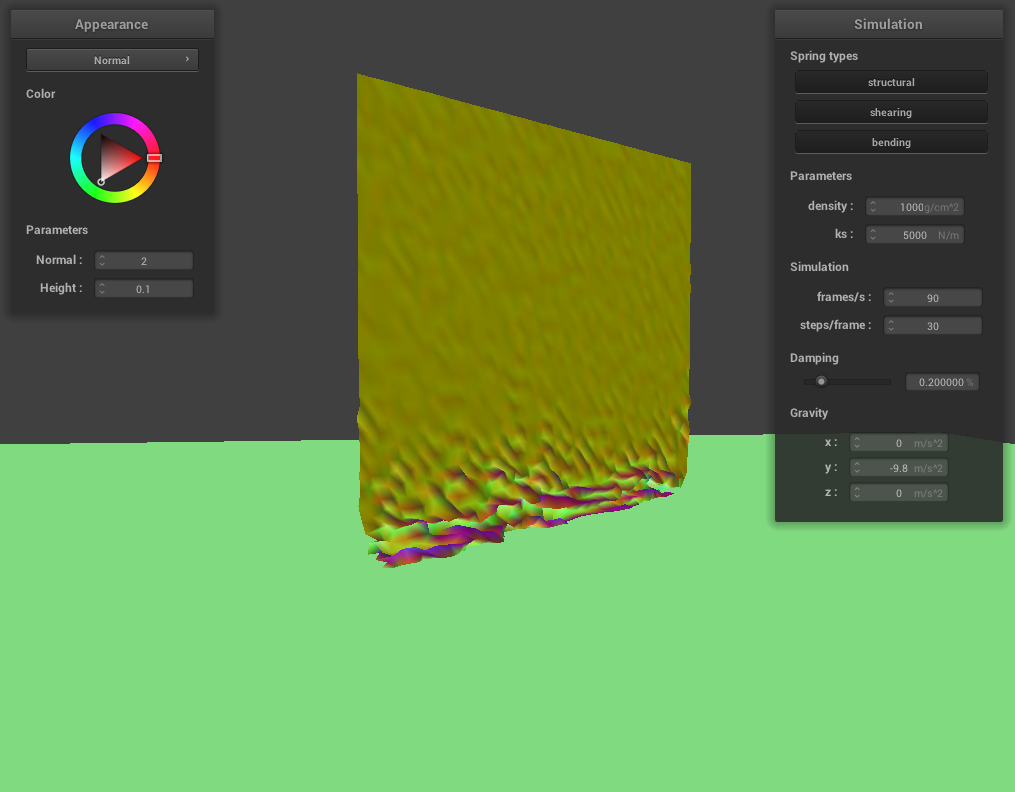 Appearance
Normal
Color
Parameters
Normal : 2
Height : 0.1
Simulation
Spring types
structural
shearing
bending
Parameters
density : 1000 g/cm^2
ks : 5000 N/m
Simulation
frames/s : 90
steps/frame : 30
Damping
0.200000 %
Gravity
x : 0 m/s^2
y : -9.8 m/s^2
z : 0 m/s^2